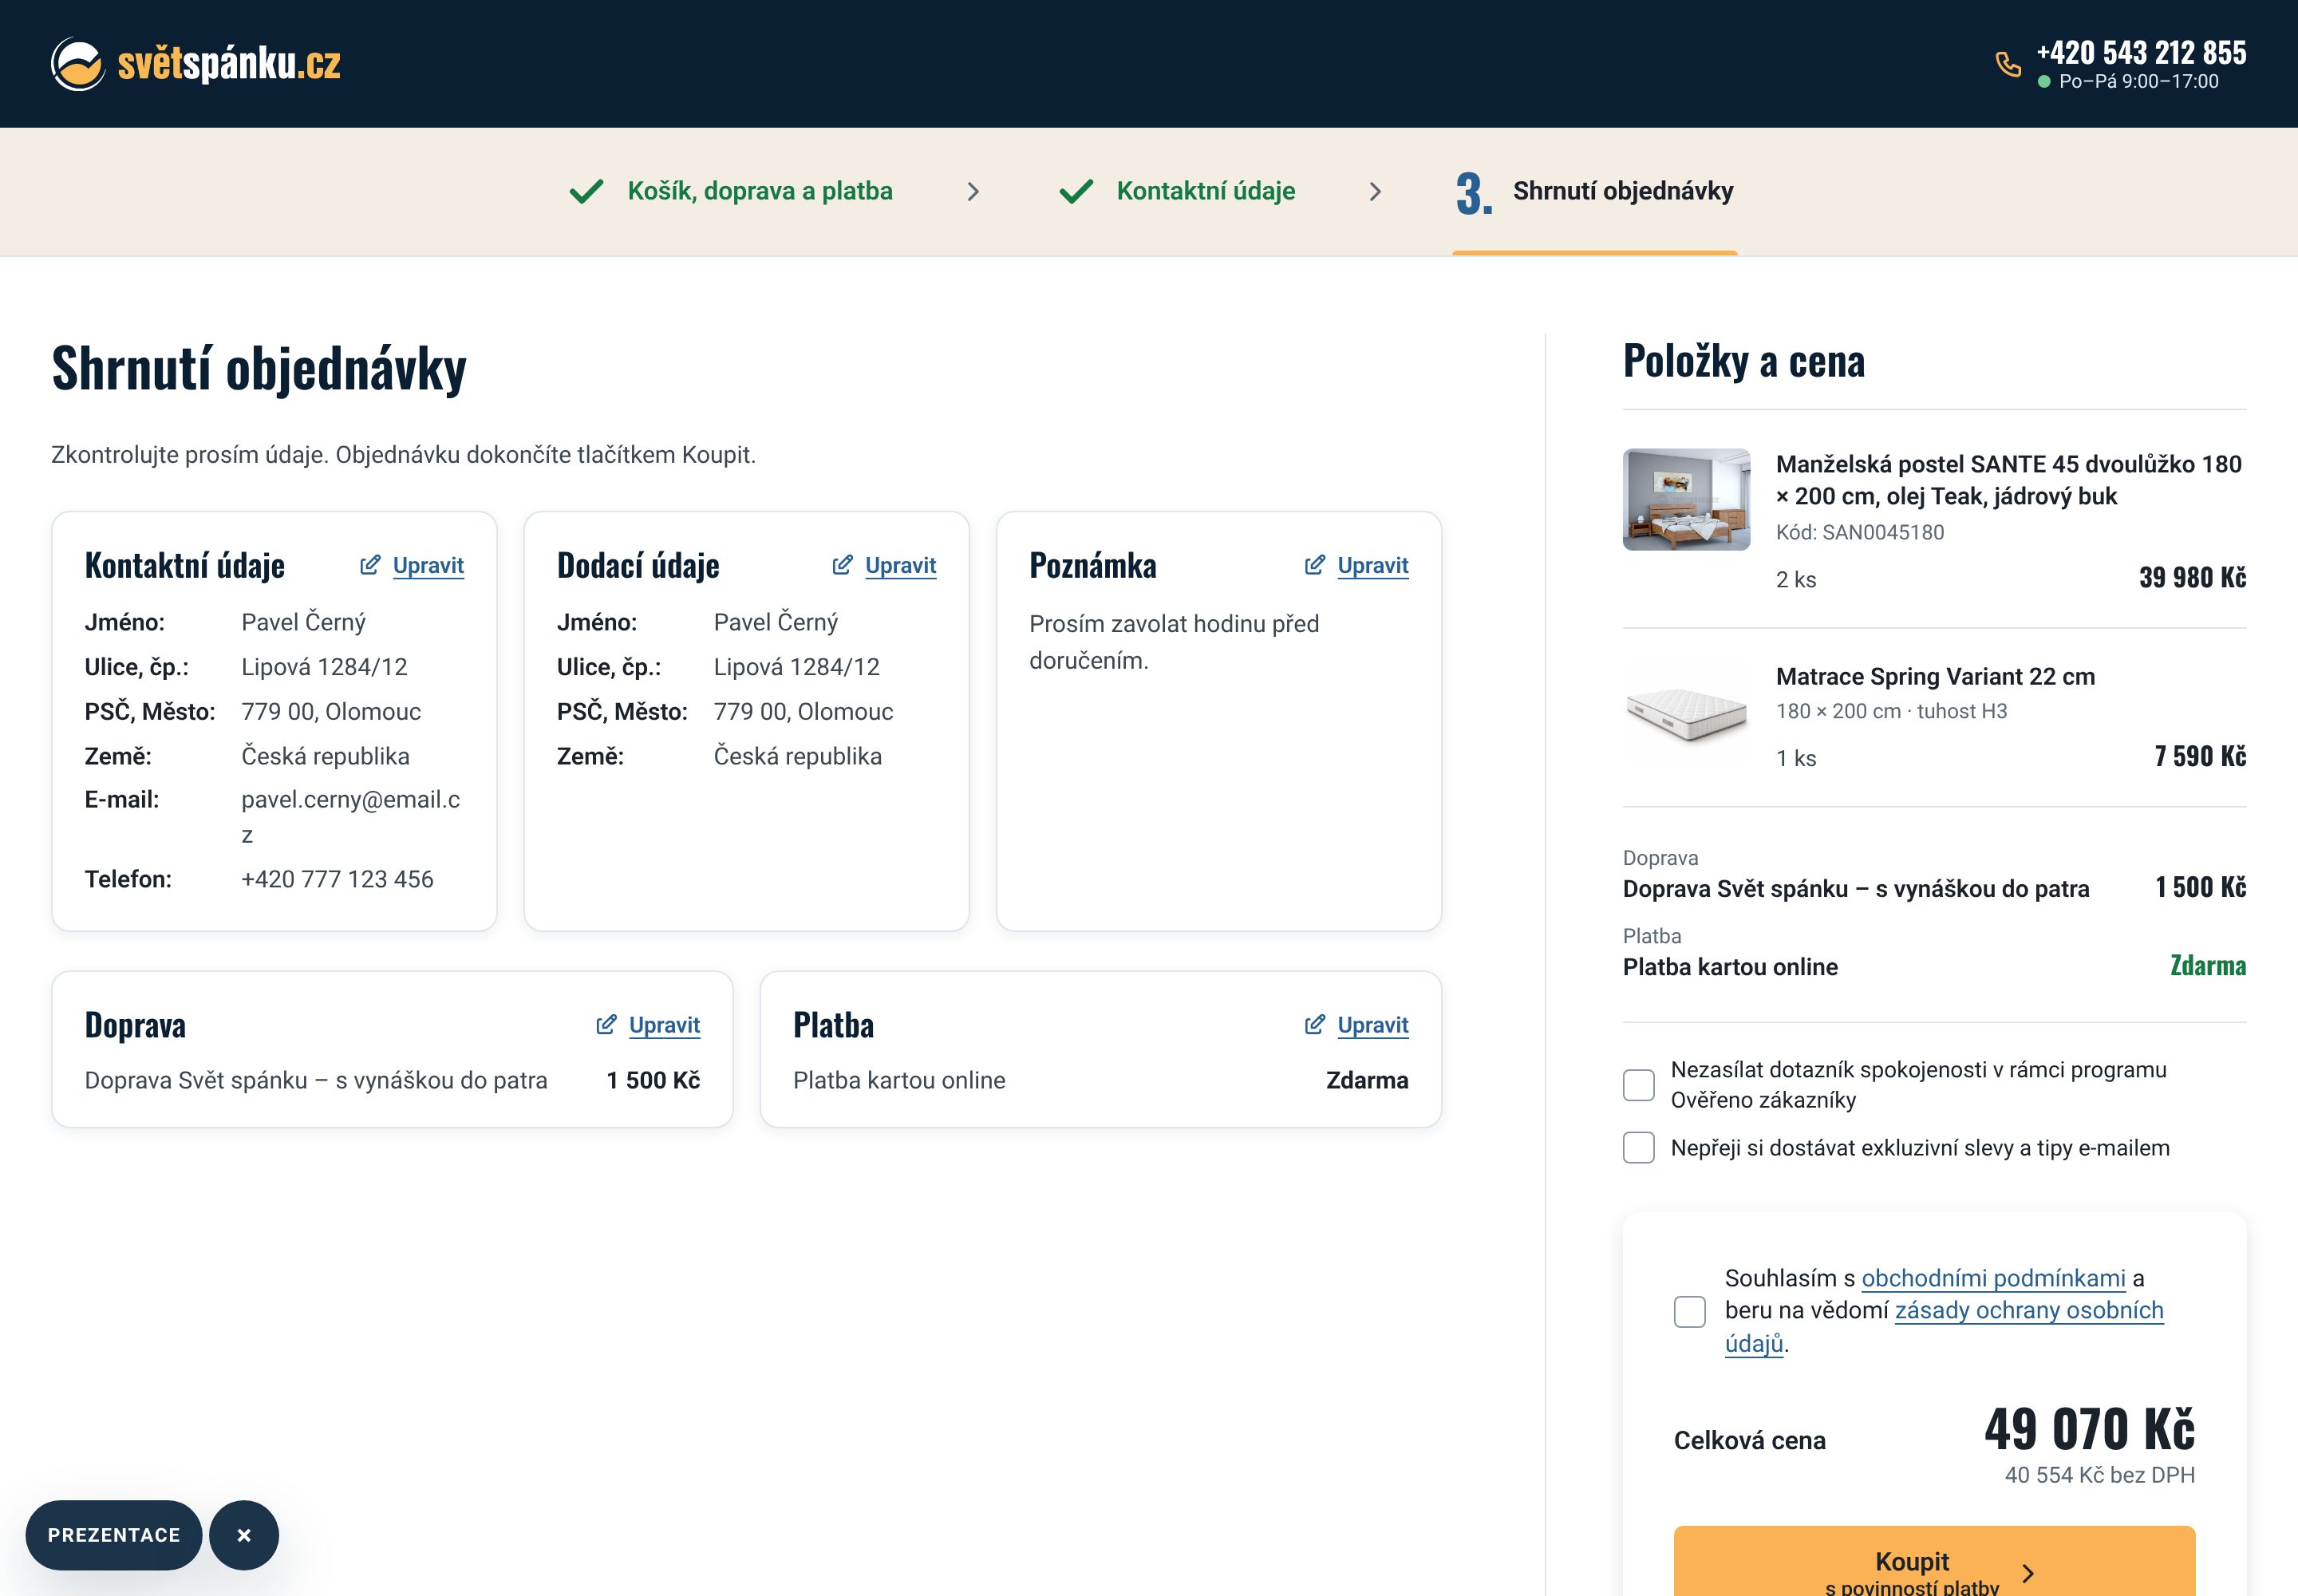 světspánku.cz
+420 543 212 855
Po–Pá 9:00–17:00
Košík, doprava a platba
Kontaktní údaje
3. Shrnutí objednávky
Shrnutí objednávky
Zkontrolujte prosím údaje. Objednávku dokončíte tlačítkem Koupit.
Kontaktní údaje Upravit
Jméno: Pavel Černý
Ulice, čp.: Lipová 1284/12
PSČ, Město: 779 00, Olomouc
Země: Česká republika
E-mail: pavel.cerny@email.c
z
Telefon: +420 777 123 456
Dodací údaje Upravit
Jméno: Pavel Černý
Ulice, čp.: Lipová 1284/12
PSČ, Město: 779 00, Olomouc
Země: Česká republika
Poznámka Upravit
Prosím zavolat hodinu před
doručením.
Doprava Upravit
Doprava Svět spánku – s vynáškou do patra 1 500 Kč
Platba Upravit
Platba kartou online Zdarma
Položky a cena
Manželská postel SANTE 45 dvoulůžko 180
× 200 cm, olej Teak, jádrový buk
Kód: SAN0045180
2 ks 39 980 Kč
Matrace Spring Variant 22 cm
180 × 200 cm · tuhost H3
1 ks 7 590 Kč
Doprava
Doprava Svět spánku – s vynáškou do patra 1 500 Kč
Platba
Platba kartou online Zdarma
Nezasílat dotazník spokojenosti v rámci programu
Ověřeno zákazníky
Nepřeji si dostávat exkluzivní slevy a tipy e-mailem
Souhlasím s obchodními podmínkami a
beru na vědomí zásady ochrany osobních
údajů.
Celková cena 49 070 Kč
40 554 Kč bez DPH
Koupit
s povinností platby
PREZENTACE ×